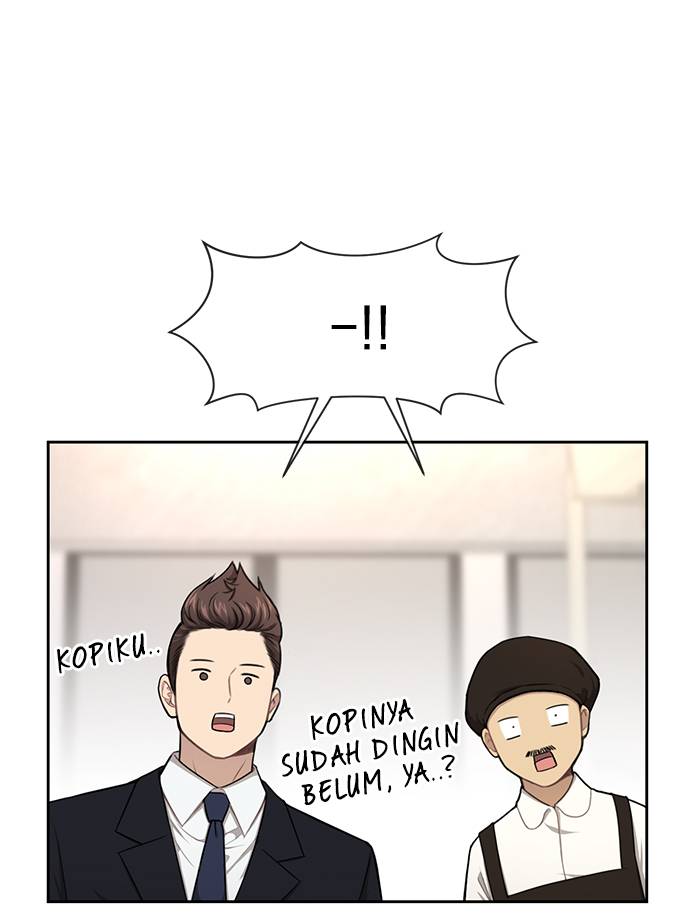 -!!
KOPIKU..
KOPINYA
SUDAH DINGIN
BELUM, YA..?